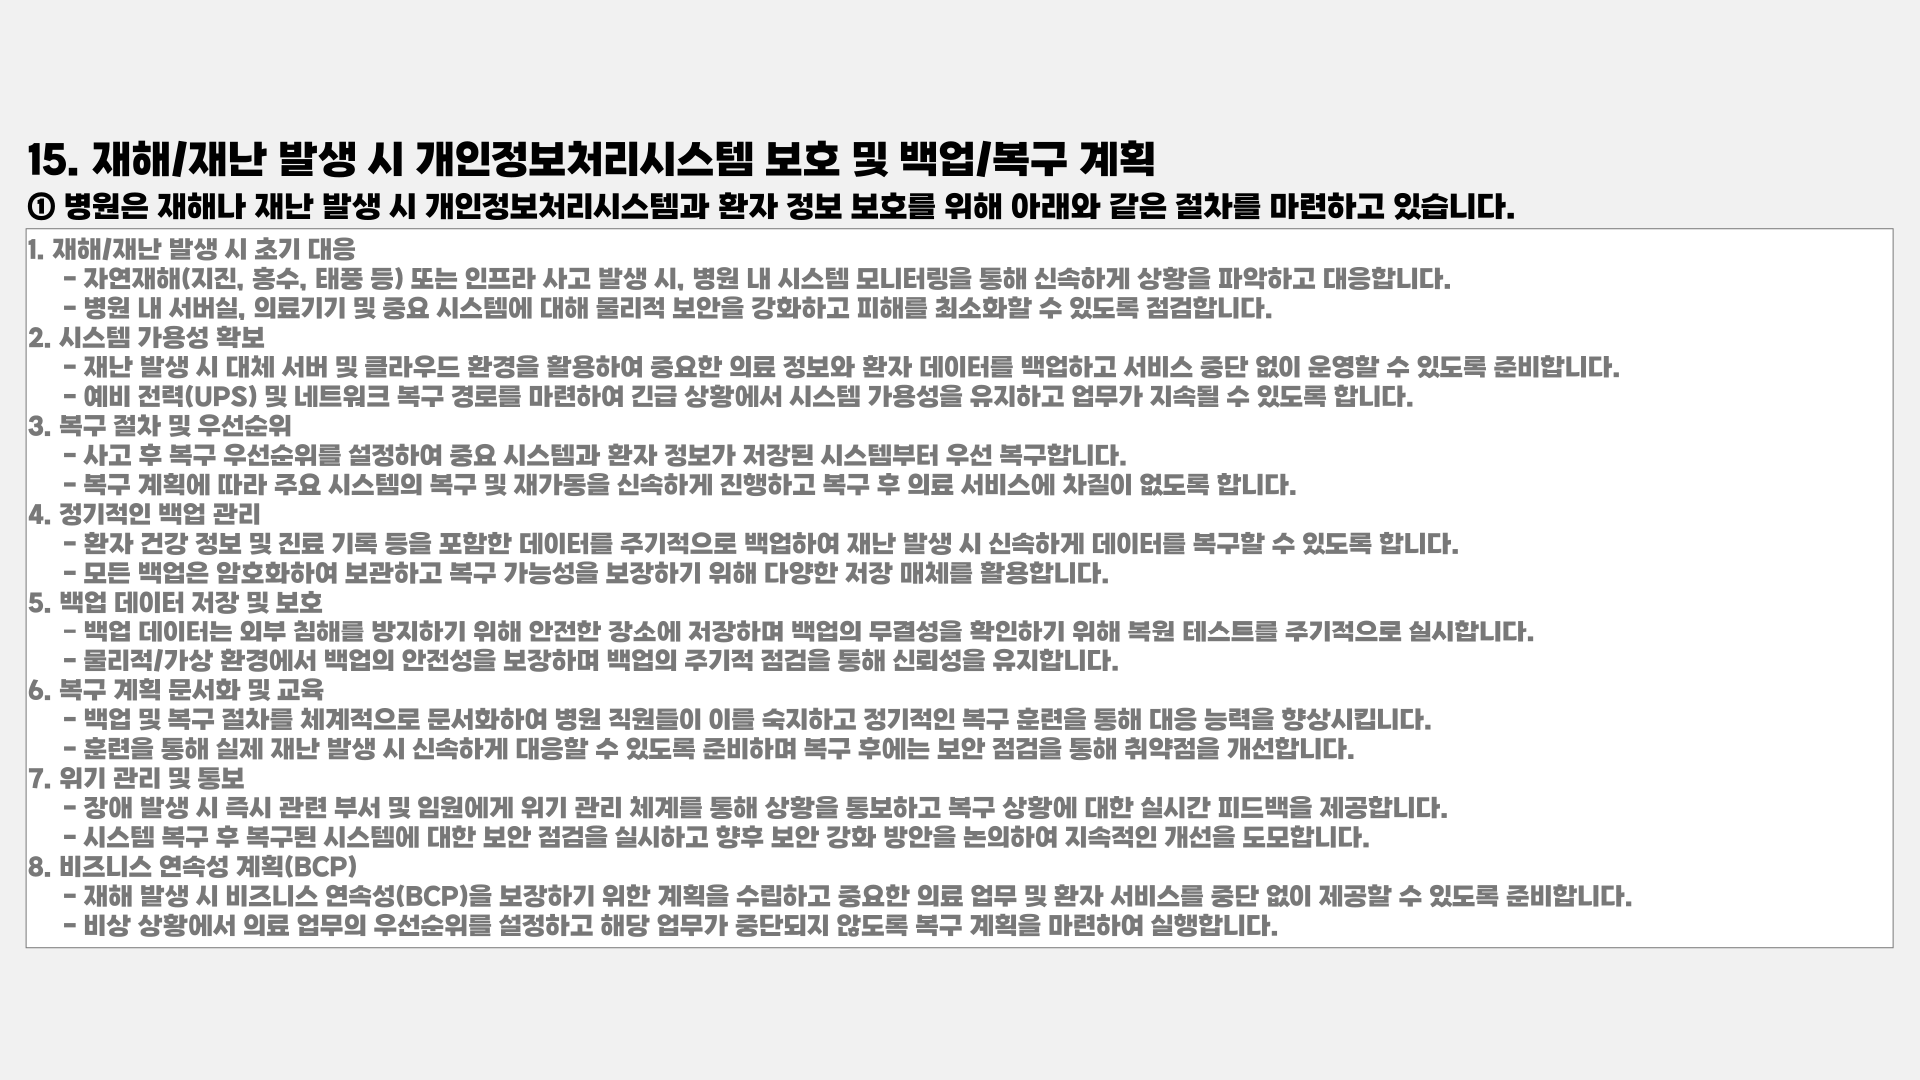 15. 재해/재난 발생 시 개인정보처리시스템 보호 및 백업/복구 계획
① 병원은 재해나 재난 발생 시 개인정보처리시스템과 환자 정보 보호를 위해 아래와 같은 절차를 마련하고 있습니다.
1. 재해/재난 발생 시 초기 대응
- 자연재해(지진, 홍수, 태풍 등) 또는 인프라 사고 발생 시, 병원 내 시스템 모니터링을 통해 신속하게 상황을 파악하고 대응합니다.
- 병원 내 서버실, 의료기기 및 중요 시스템에 대해 물리적 보안을 강화하고 피해를 최소화할 수 있도록 점검합니다.
2. 시스템 가용성 확보
- 재난 발생 시 대체 서버 및 클라우드 환경을 활용하여 중요한 의료 정보와 환자 데이터를 백업하고 서비스 중단 없이 운영할 수 있도록 준비합니다.
- 예비 전력(UPS) 및 네트워크 복구 경로를 마련하여 긴급 상황에서 시스템 가용성을 유지하고 업무가 지속될 수 있도록 합니다.
3. 복구 절차 및 우선순위
- 사고 후 복구 우선순위를 설정하여 중요 시스템과 환자 정보가 저장된 시스템부터 우선 복구합니다.
- 복구 계획에 따라 주요 시스템의 복구 및 재가동을 신속하게 진행하고 복구 후 의료 서비스에 차질이 없도록 합니다.
4. 정기적인 백업 관리
- 환자 건강 정보 및 진료 기록 등을 포함한 데이터를 주기적으로 백업하여 재난 발생 시 신속하게 데이터를 복구할 수 있도록 합니다.
- 모든 백업은 암호화하여 보관하고 복구 가능성을 보장하기 위해 다양한 저장 매체를 활용합니다.
5. 백업 데이터 저장 및 보호
- 백업 데이터는 외부 침해를 방지하기 위해 안전한 장소에 저장하며 백업의 무결성을 확인하기 위해 복원 테스트를 주기적으로 실시합니다.
- 물리적/가상 환경에서 백업의 안전성을 보장하며 백업의 주기적 점검을 통해 신뢰성을 유지합니다.
6. 복구 계획 문서화 및 교육
- 백업 및 복구 절차를 체계적으로 문서화하여 병원 직원들이 이를 숙지하고 정기적인 복구 훈련을 통해 대응 능력을 향상시킵니다.
- 훈련을 통해 실제 재난 발생 시 신속하게 대응할 수 있도록 준비하며 복구 후에는 보안 점검을 통해 취약점을 개선합니다.
7. 위기 관리 및 통보
- 장애 발생 시 즉시 관련 부서 및 임원에게 위기 관리 체계를 통해 상황을 통보하고 복구 상황에 대한 실시간 피드백을 제공합니다.
- 시스템 복구 후 복구된 시스템에 대한 보안 점검을 실시하고 향후 보안 강화 방안을 논의하여 지속적인 개선을 도모합니다.
8. 비즈니스 연속성 계획(BCP)
- 재해 발생 시 비즈니스 연속성(BCP)을 보장하기 위한 계획을 수립하고 중요한 의료 업무 및 환자 서비스를 중단 없이 제공할 수 있도록 준비합니다.
- 비상 상황에서 의료 업무의 우선순위를 설정하고 해당 업무가 중단되지 않도록 복구 계획을 마련하여 실행합니다.